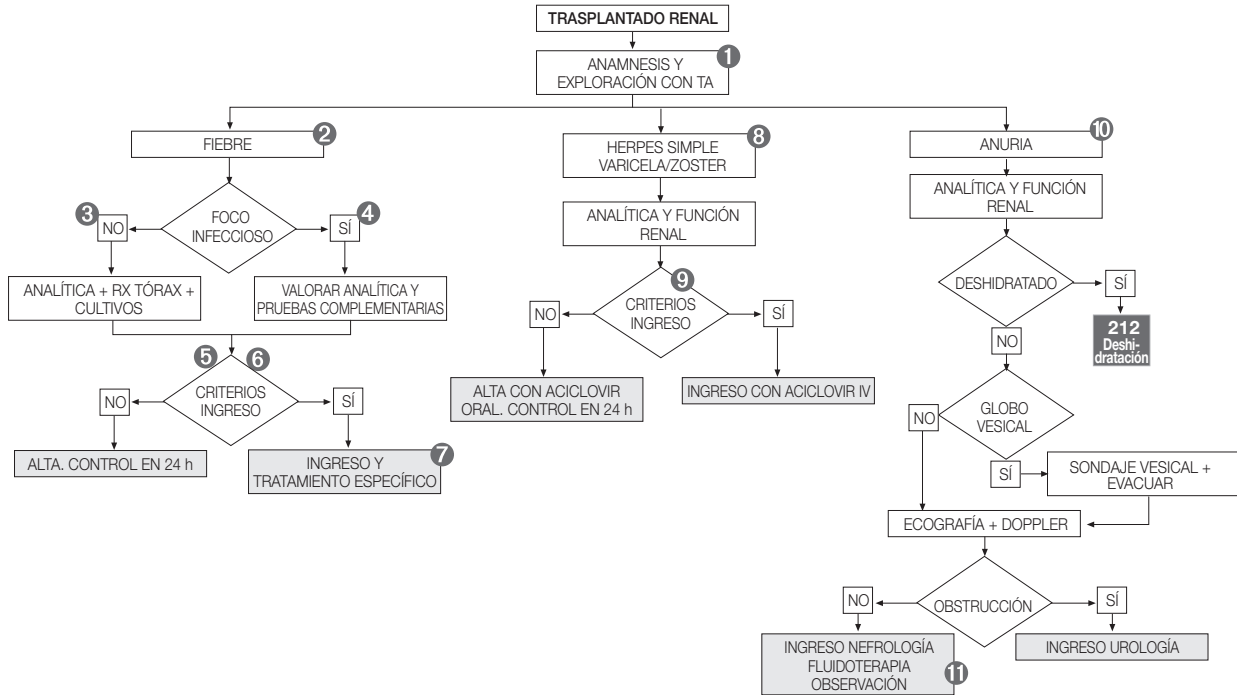 TRASPLANTADO RENAL
1
ANAMNESIS Y
EXPLORACIÓN CON TA
2
FIEBRE
3
NO
FOCO
INFECCIOSO
4
SÍ
ANALÍTICA + RX TÓRAX +
CULTIVOS
VALORAR ANALÍTICA Y
PRUEBAS COMPLEMENTARIAS
5
6
NO
CRITERIOS
INGRESO
SÍ
ALTA. CONTROL EN 24 h
7
INGRESO Y
TRATAMIENTO ESPECÍFICO
8
HERPES SIMPLE
VARICELA/ZOSTER
ANALÍTICA Y FUNCIÓN
RENAL
9
NO
CRITERIOS
INGRESO
SÍ
ALTA CON ACICLOVIR
ORAL. CONTROL EN 24 h
INGRESO CON ACICLOVIR IV
10
ANURIA
ANALÍTICA Y FUNCIÓN
RENAL
DESHIDRATADO
SÍ
212
Deshi-
dratación
NO
NO
GLOBO
VESICAL
SÍ
SONDAJE VESICAL +
EVACUAR
ECOGRAFÍA + DOPPLER
NO
OBSTRUCCIÓN
SÍ
INGRESO NEFROLOGÍA
FLUIDOTERAPIA
OBSERVACIÓN
11
INGRESO UROLOGÍA